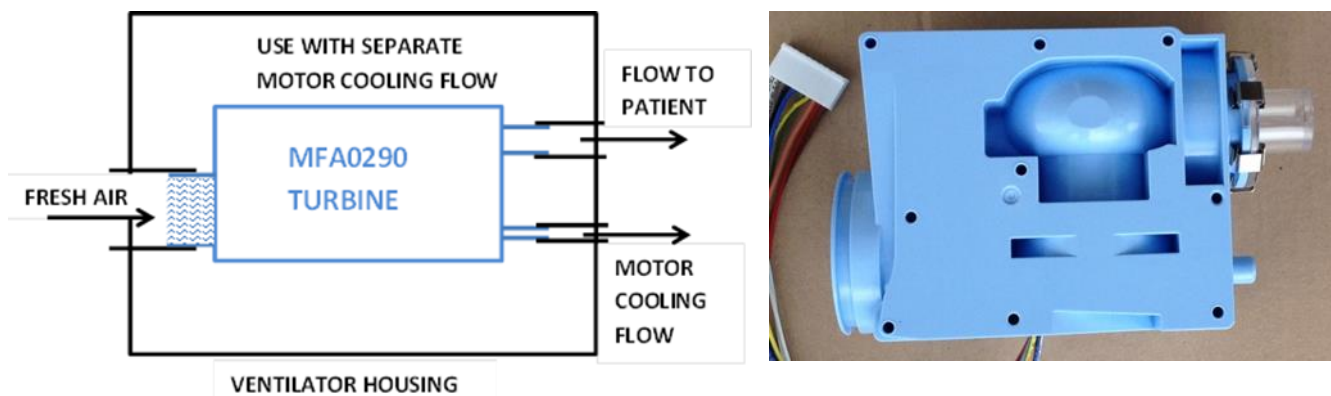 USE WITH SEPARATE
MOTOR COOLING FLOW
FLOW TO
PATIENT
MFA0290
TURBINE
FRESH AIR
MOTOR
COOLING
FLOW
VENTILATOR HOUSING